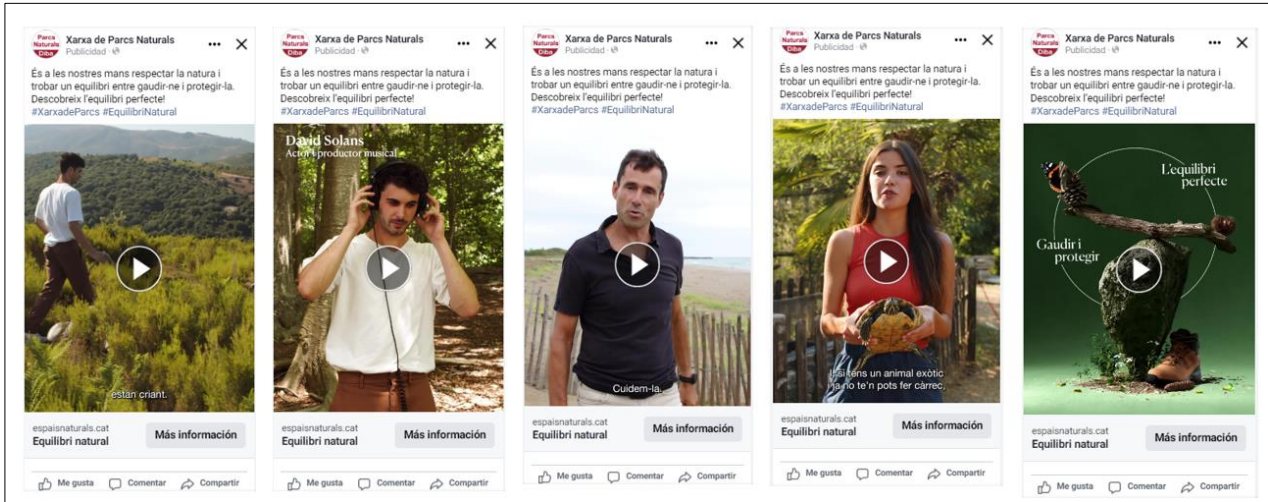 Parcs
Naturals
Diba
Xarxa de Parcs Naturals
Publicidad
És a les nostres mans respectar la natura i
trobar un equilibri entre gaudir-ne i protegir-la.
Descobreix l'equilibri perfecte!
#XarxadeParcs #EquilibriNatural
estan criant.
espaisnaturals.cat
Equilibri natural
Más información
Me gusta
Comentar
Compartir
Parcs
Naturals
Diba
Xarxa de Parcs Naturals
Publicidad
És a les nostres mans respectar la natura i
trobar un equilibri entre gaudir-ne i protegir-la.
Descobreix l'equilibri perfecte!
#XarxadeParcs #EquilibriNatural
David Solans
Actor i productor musical
espaisnaturals.cat
Equilibri natural
Más información
Me gusta
Comentar
Compartir
Parcs
Naturals
Diba
Xarxa de Parcs Naturals
Publicidad
És a les nostres mans respectar la natura i
trobar un equilibri entre gaudir-ne i protegir-la.
Descobreix l'equilibri perfecte!
#XarxadeParcs #EquilibriNatural
Cuidem-la.
espaisnaturals.cat
Equilibri natural
Más información
Me gusta
Comentar
Compartir
Parcs
Naturals
Diba
Xarxa de Parcs Naturals
Publicidad
És a les nostres mans respectar la natura i
trobar un equilibri entre gaudir-ne i protegir-la.
Descobreix l'equilibri perfecte!
#XarxadeParcs #EquilibriNatural
I si tens un animal exòtic
i ja no te'n pots fer càrrec,
espaisnaturals.cat
Equilibri natural
Más información
Me gusta
Comentar
Compartir
Parcs
Naturals
Diba
Xarxa de Parcs Naturals
Publicidad
És a les nostres mans respectar la natura i
trobar un equilibri entre gaudir-ne i protegir-la.
Descobreix l'equilibri perfecte!
#XarxadeParcs #EquilibriNatural
L'equilibri
perfecte
Gaudir i
protegir
espaisnaturals.cat
Equilibri natural
Más información
Me gusta
Comentar
Compartir